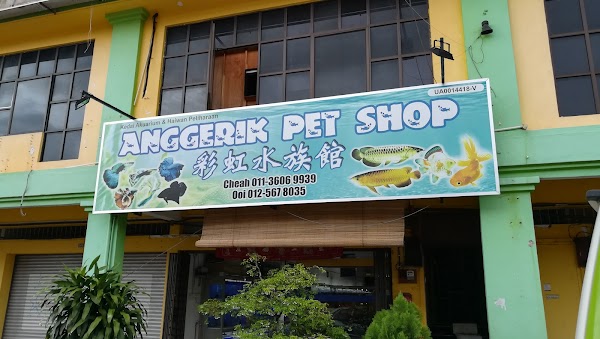 Kedai Akuarium & Haiwan Peliharaan
UA0014418-V
ANGGERIK PET SHOP
彩虹水族館
Cheah 011-3606 9939
Ooi 012-567 8035